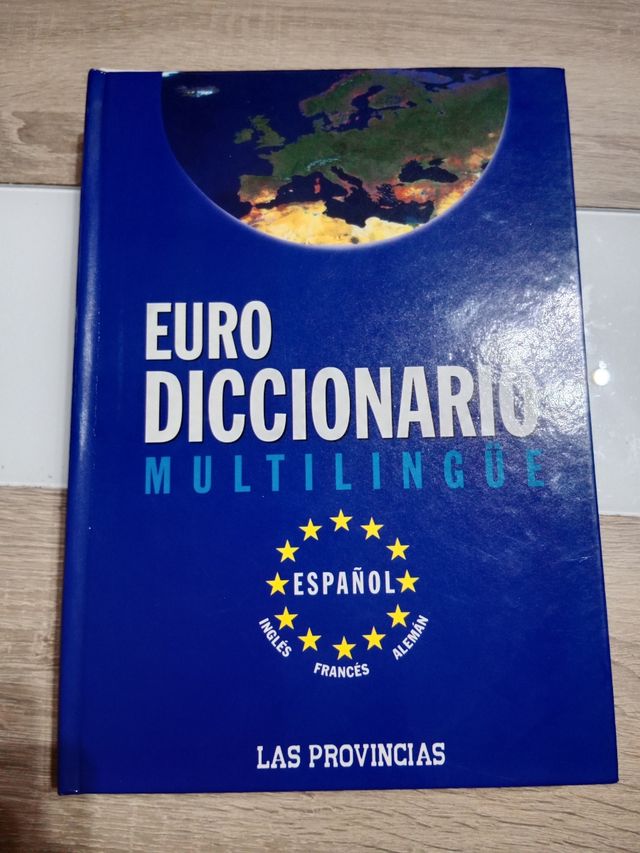 EURO
DICCIONARIO
MULTILINGÜE
ESPAÑOL
INGLÉS
FRANCÉS
ALEMÁN
LAS PROVINCIAS